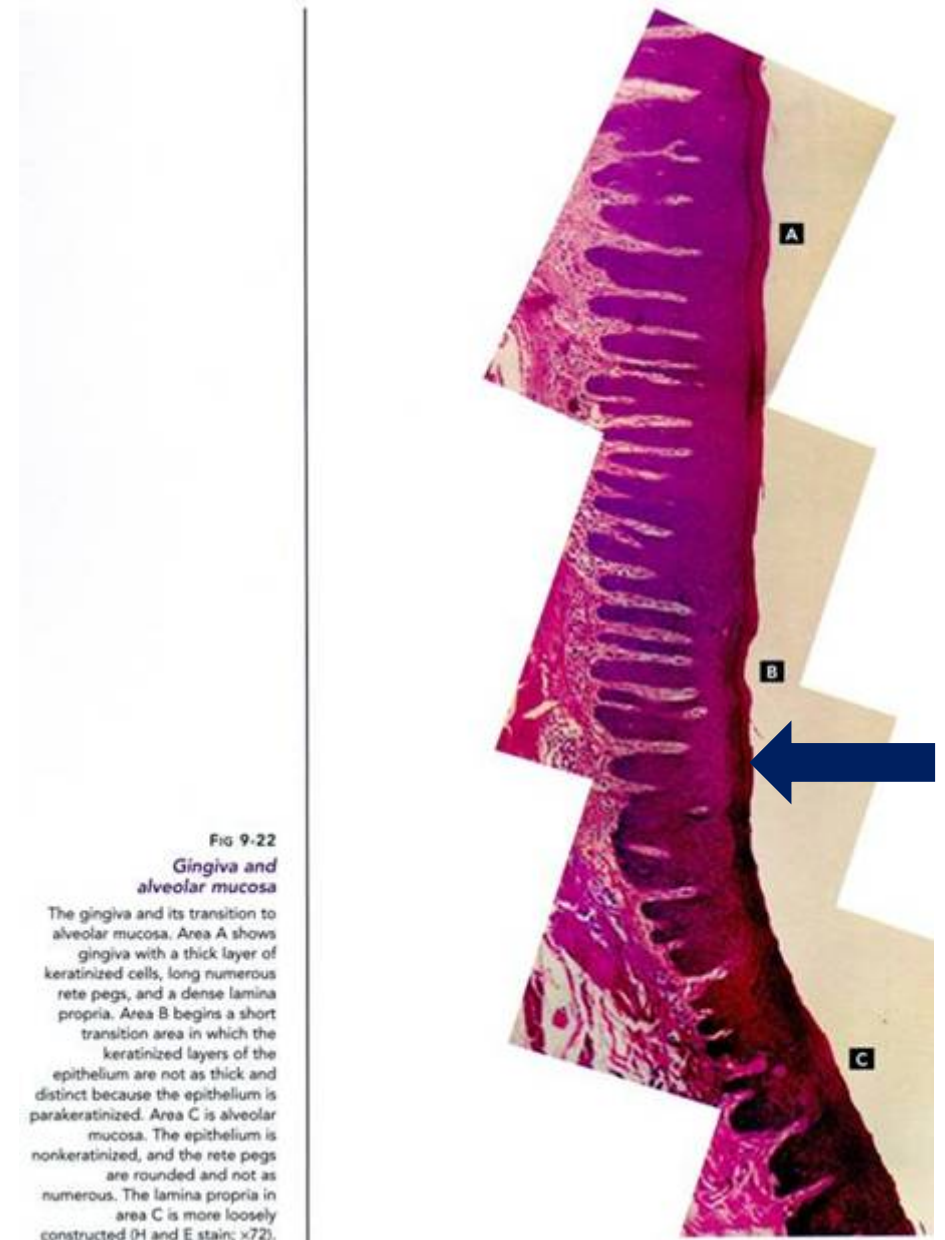 A
B
FIG 9-22
Gingiva and
alveolar mucosa
The gingiva and its transition to
alveolar mucosa. Area A shows
gingiva with a thick layer of
keratinized cells, long numerous
rete pegs, and a dense lamina
propria. Area B begins a short
transition area in which the
keratinized layers of the
epithelium are not as thick and
distinct because the epithelium is
parakeratinized. Area C is alveolar
mucosa. The epithelium is
nonkeratinized, and the rete pegs
are rounded and not as
numerous. The lamina propria in
area C is more loosely
constructed (H and E stain; ×72).
C